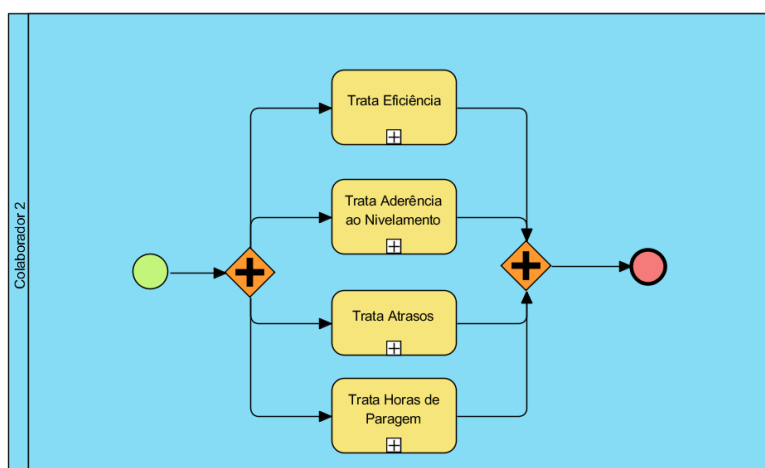 Colaborador 2
Trata Eficiência
Trata Aderência
ao Nivelamento
Trata Atrasos
Trata Horas de
Paragem